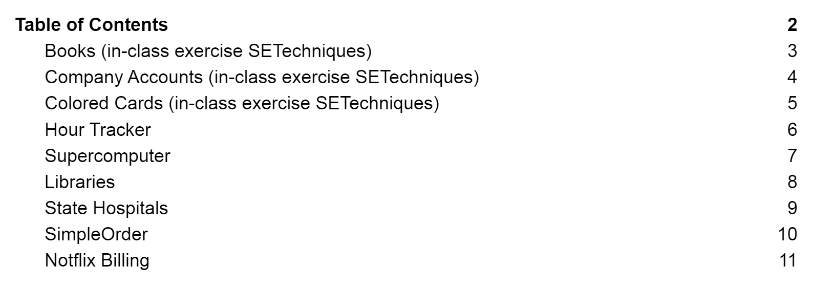 Table of Contents 2
Books (in-class exercise SETechniques) 3
Company Accounts (in-class exercise SETechniques) 4
Colored Cards (in-class exercise SETechniques) 5
Hour Tracker 6
Supercomputer 7
Libraries 8
State Hospitals 9
SimpleOrder 10
Notflix Billing 11